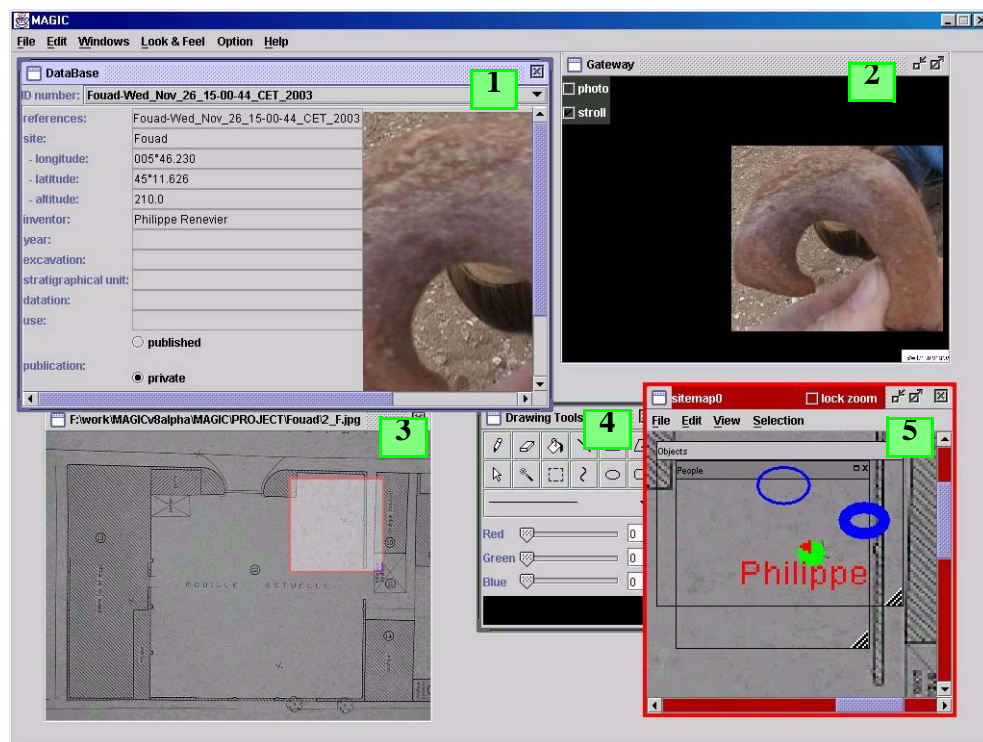 MAGIC
File Edit Windows Look & Feel Option Help
DataBase
1
ID number: Fouad-Wed_Nov_26_15-00-44_CET_2003
references: Fouad-Wed_Nov_26_15-00-44_CET_2003
site: Fouad
- longitude: 005°46.230
- latitude: 45°11.626
- altitude: 210.0
inventor: Philippe Renevier
year:
excavation:
stratigraphical unit:
datation:
use:
published
publication:
private
Gateway
2
photo
stroll
F:\work\MAGICv8alpha\MAGIC\PROJECT\Fouad\2_F.jpg
3
FOUILLE ACTUELLE
Drawing Tools
4
Red 0
Green 0
Blue 0
sitemap0 lock zoom
File Edit View Selection
5
Objects
People
Philippe